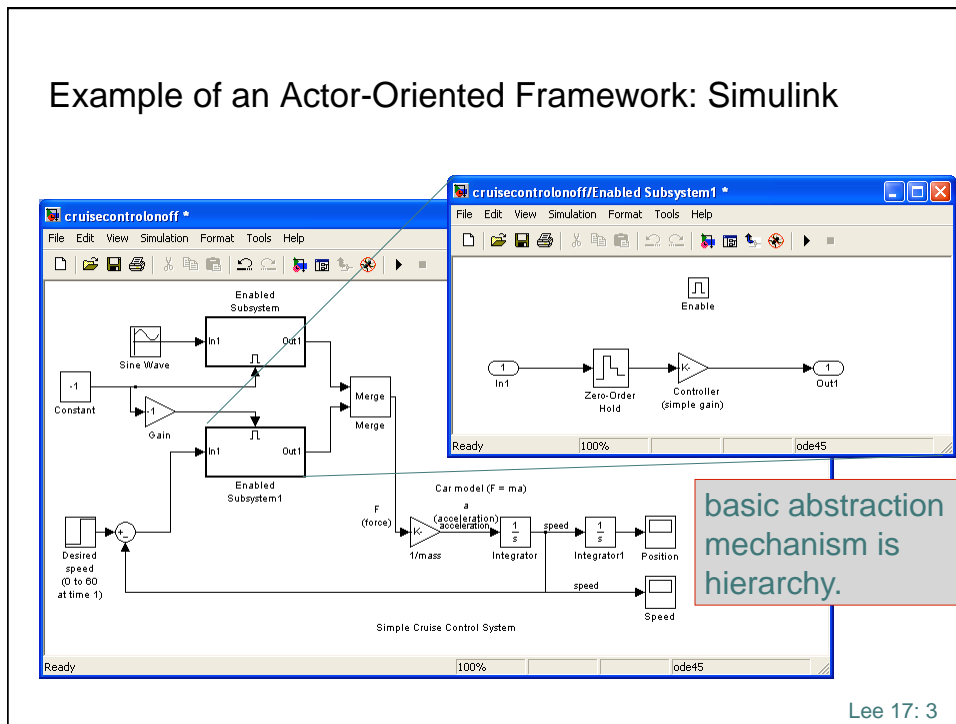 Example of an Actor-Oriented Framework: Simulink
cruisecontrolonoff *
File Edit View Simulation Format Tools Help
Enabled
Subsystem
In1
Out1
Sine Wave
-1
Constant
-1
Gain
In1
Out1
Enabled
Subsystem1
Merge
Merge
Desired
speed
(0 to 60
at time 1)
+
-
F
(force)
Car model (F = ma)
a
(acceleration)
acceleration
K-
1/mass
1
s
Integrator
speed
1
s
Integrator1
Position
speed
Speed
Simple Cruise Control System
Ready
100%
ode45
cruisecontrolonoff/Enabled Subsystem1 *
File Edit View Simulation Format Tools Help
Enable
1
In1
Zero-Order
Hold
K-
Controller
(simple gain)
1
Out1
Ready
100%
ode45
basic abstraction
mechanism is
hierarchy.
Lee 17: 3